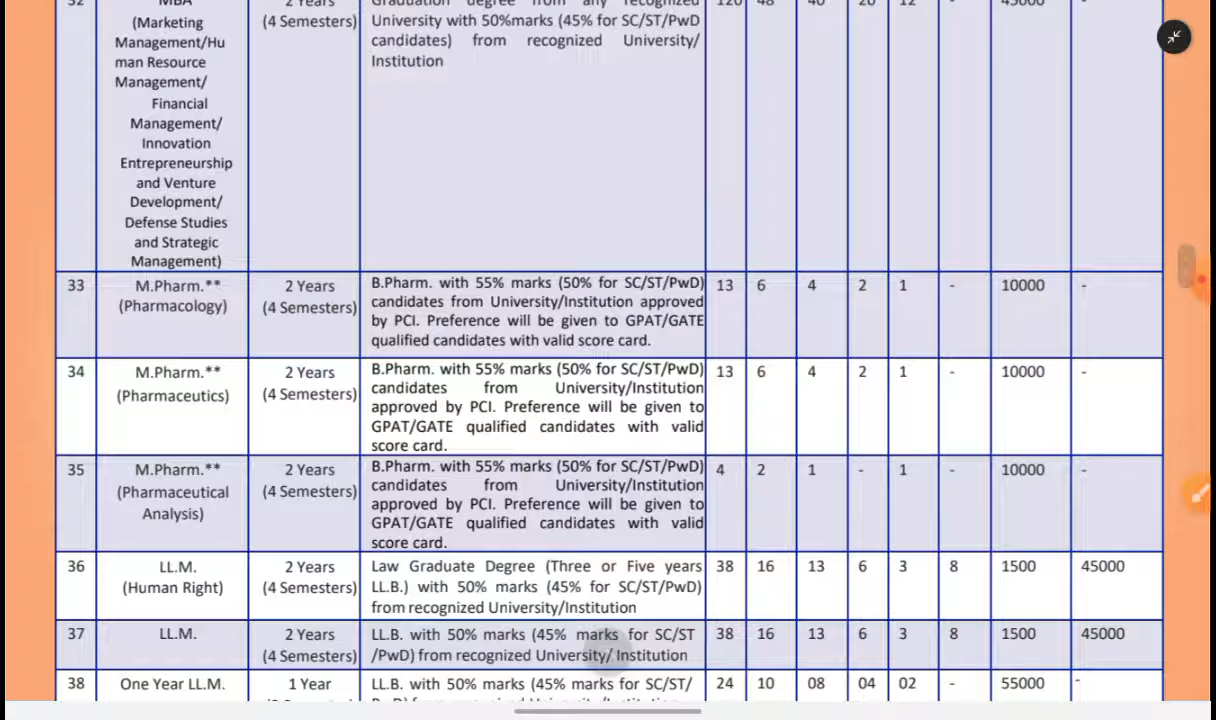 32 MBA 2 Years Graduation degree from any recognized 120 48 40 20 12 - 45000 -
(Marketing (4 Semesters) University with 50%marks (45% for SC/ST/PwD
Management/Hu candidates) from recognized University/
man Resource Institution
Management/
Financial
Management/
Innovation
Entrepreneurship
and Venture
Development/
Defense Studies
and Strategic
Management)
33 M.Pharm.** 2 Years B.Pharm. with 55% marks (50% for SC/ST/PwD) 13 6 4 2 1 - 10000 -
(Pharmacology) (4 Semesters) candidates from University/Institution approved
by PCI. Preference will be given to GPAT/GATE
qualified candidates with valid score card.
34 M.Pharm.** 2 Years B.Pharm. with 55% marks (50% for SC/ST/PwD) 13 6 4 2 1 - 10000 -
(Pharmaceutics) (4 Semesters) candidates from University/Institution
approved by PCI. Preference will be given to
GPAT/GATE qualified candidates with valid
score card.
35 M.Pharm.** 2 Years B.Pharm. with 55% marks (50% for SC/ST/PwD) 4 2 1 - 1 - 10000 -
(Pharmaceutical (4 Semesters) candidates from University/Institution
Analysis) approved by PCI. Preference will be given to
GPAT/GATE qualified candidates with valid
score card.
36 LL.M. 2 Years Law Graduate Degree (Three or Five years 38 16 13 6 3 8 1500 45000
(Human Right) (4 Semesters) LL.B.) with 50% marks (45% for SC/ST/PwD)
from recognized University/Institution
37 LL.M. 2 Years LL.B. with 50% marks (45% marks for SC/ST 38 16 13 6 3 8 1500 45000
(4 Semesters) /PwD) from recognized University/ Institution
38 One Year LL.M. 1 Year LL.B. with 50% marks (45% marks for SC/ST/ 24 10 08 04 02 - 55000 -